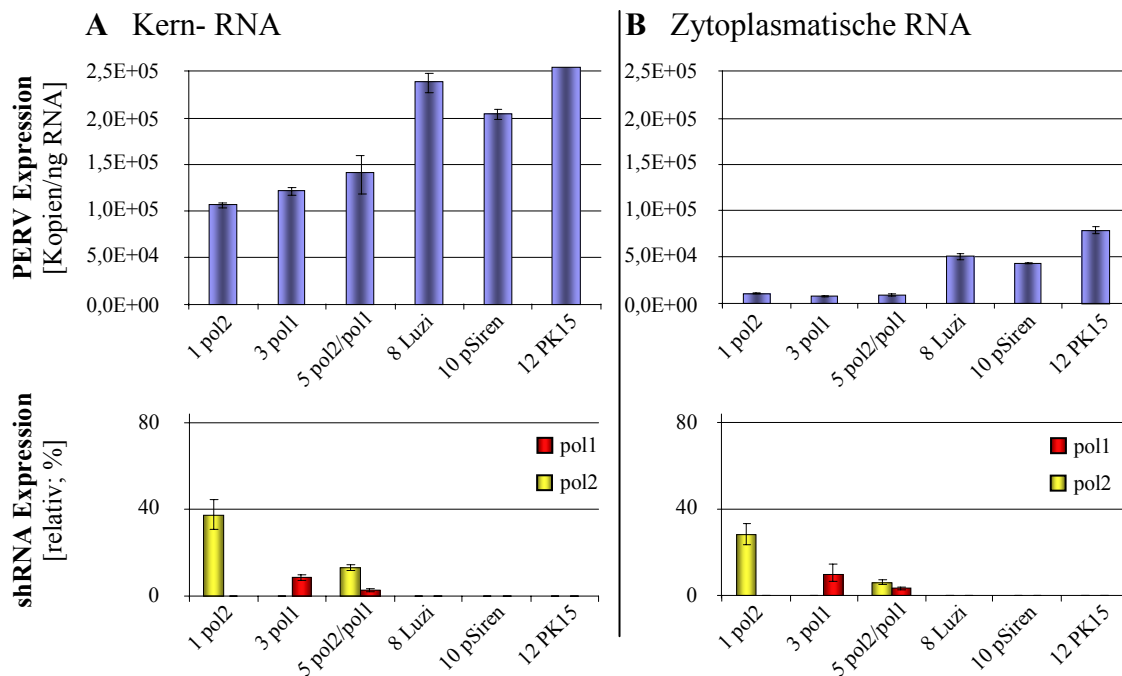 A Kern- RNA
B Zytoplasmatische RNA
PERV Expression
[Kopien/ng RNA]
2,5E+05
2,0E+05
1,5E+05
1,0E+05
5,0E+04
0,0E+00
1 pol2
3 pol1
5 pol2/pol1
8 Luzi
10 pSiren
12 PK15
2,5E+05
2,0E+05
1,5E+05
1,0E+05
5,0E+04
0,0E+00
1 pol2
3 pol1
5 pol2/pol1
8 Luzi
10 pSiren
12 PK15
shRNA Expression
[relativ; %]
80
40
0
pol1
pol2
1 pol2
3 pol1
5 pol2/pol1
8 Luzi
10 pSiren
12 PK15
80
40
0
pol1
pol2
1 pol2
3 pol1
5 pol2/pol1
8 Luzi
10 pSiren
12 PK15